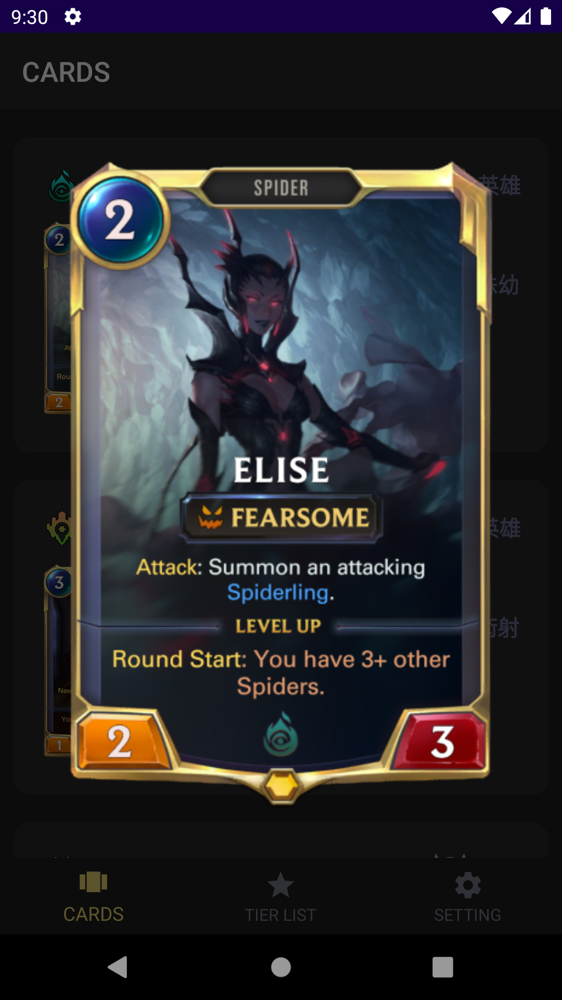 9:30
CARDS
英雄
SPIDER
2
2
幼
At
Rou
2
ELISE
FEARSOME
英雄
3
Attack: Summon an attacking
Spiderling.
LEVEL UP
射
Round Start: You have 3+ other
Spiders.
Nex
Yo
1
2
3
CARDS
TIER LIST
SETTING